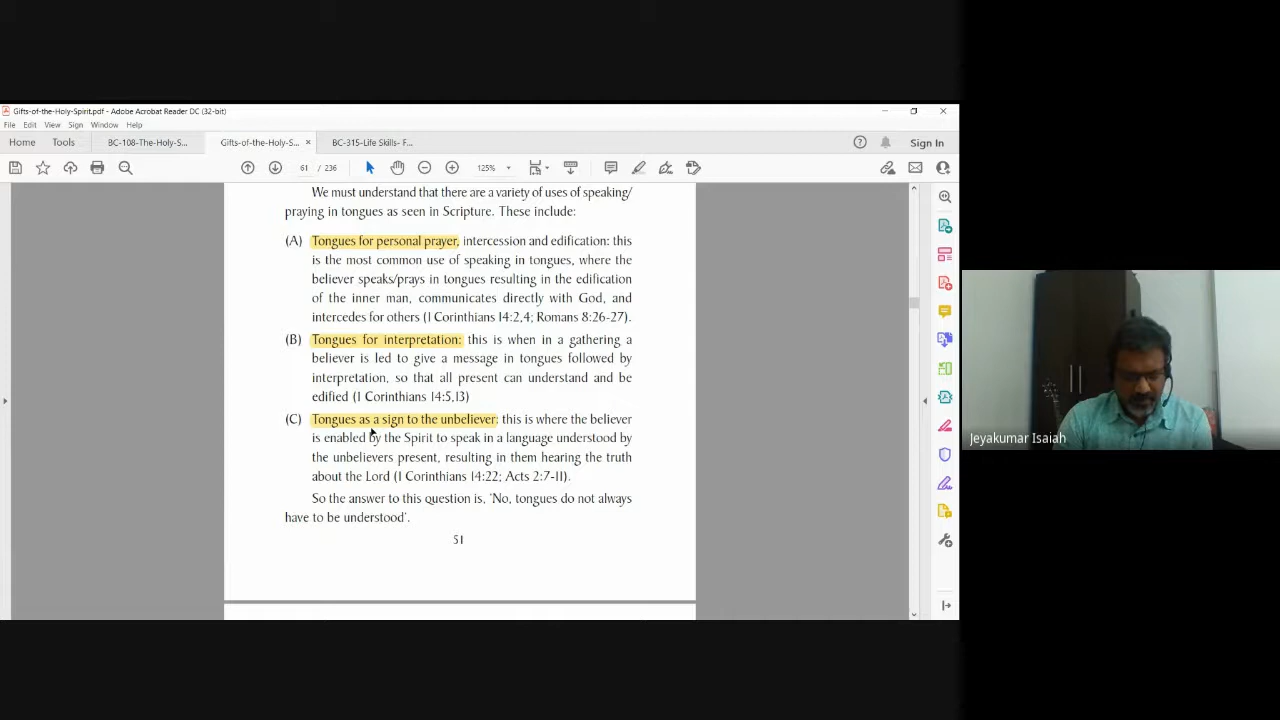 Gifts-of-the-Holy-Spirit.pdf - Adobe Acrobat Reader DC (32-bit)
File Edit View Sign Window Help
Home Tools BC-108-The-Holy-S... Gifts-of-the-Holy-S... × BC-315-Life Skills- F... Sign In
61 / 236 125%
We must understand that there are a variety of uses of speaking/
praying in tongues as seen in Scripture. These include:
(A) Tongues for personal prayer, intercession and edification: this
is the most common use of speaking in tongues, where the
believer speaks/prays in tongues resulting in the edification
of the inner man, communicates directly with God, and
intercedes for others (I Corinthians 14:2,4; Romans 8:26-27).
(B) Tongues for interpretation: this is when in a gathering a
believer is led to give a message in tongues followed by
interpretation, so that all present can understand and be
edified (I Corinthians 14:5,13)
(C) Tongues as a sign to the unbeliever: this is where the believer
is enabled by the Spirit to speak in a language understood by
the unbelievers present, resulting in them hearing the truth
about the Lord (I Corinthians 14:22; Acts 2:7-11).
So the answer to this question is, 'No, tongues do not always
have to be understood'.
51
Jeyakumar Isaiah